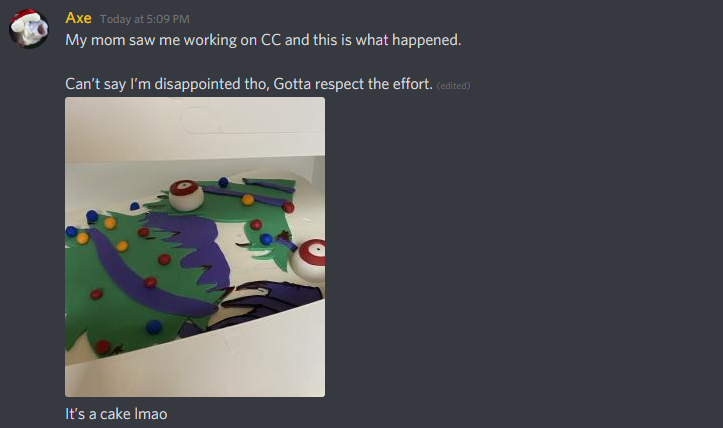 Axe Today at 5:09 PM
My mom saw me working on CC and this is what happened.
Can't say I'm disappointed tho, Gotta respect the effort. (edited)
It's a cake lmao